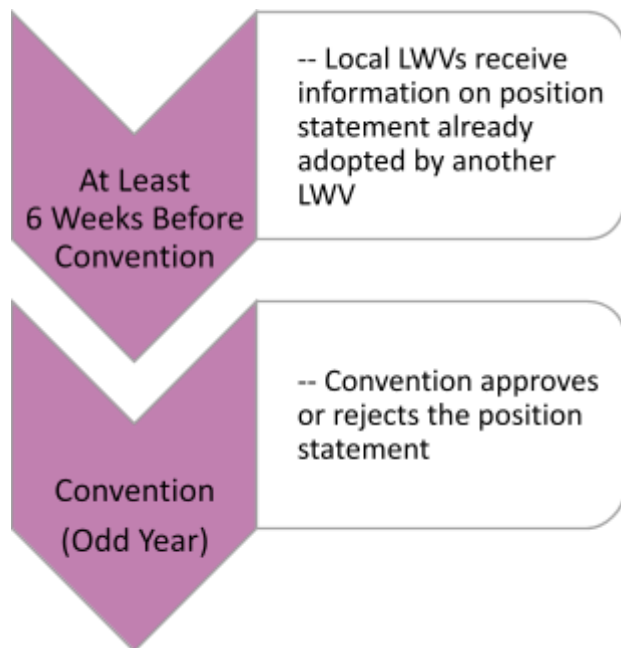 At Least
6 Weeks Before
Convention
-- Local LWVs receive
information on position
statement already
adopted by another
LWV
Convention
(Odd Year)
-- Convention approves
or rejects the position
statement